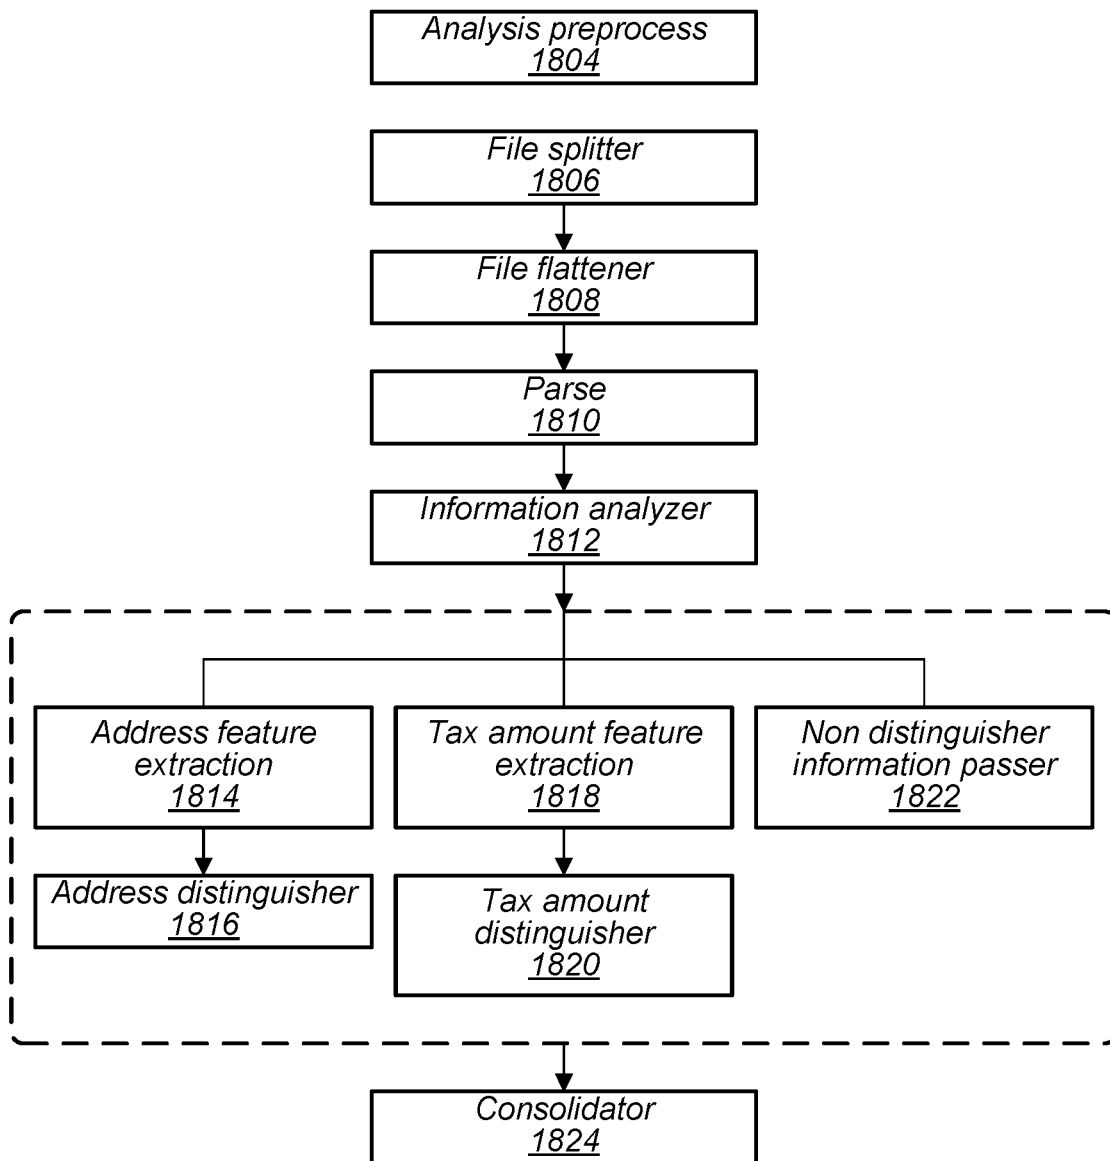 Analysis preprocess
1804
File splitter
1806
File flattener
1808
Parse
1810
Information analyzer
1812
Address feature
extraction
1814
Tax amount feature
extraction
1818
Non distinguisher
information passer
1822
Address distinguisher
1816
Tax amount
distinguisher
1820
Consolidator
1824